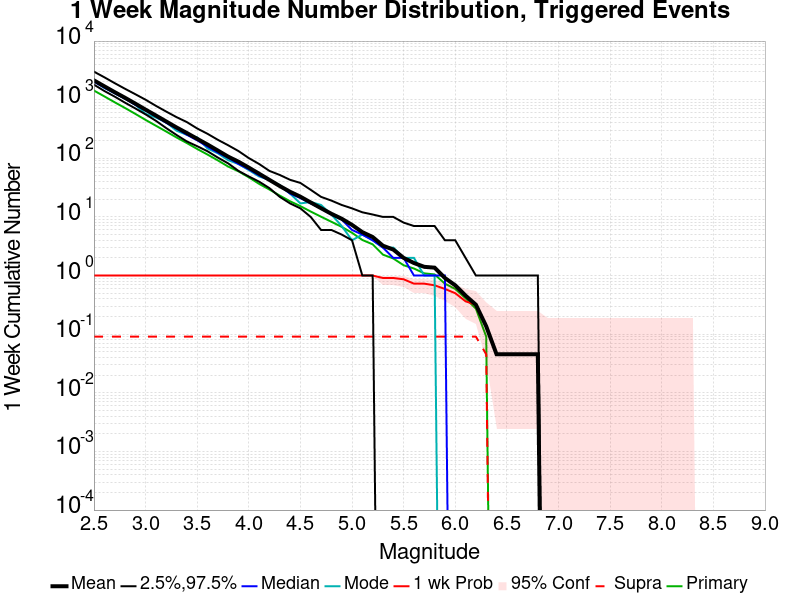 1 Week Magnitude Number Distribution, Triggered Events
10 4
10 3
10 2
10 1
10 0
10 -1
10 -2
10 -3
10 -4
1 Week Cumulative Number
2.5 3.0 3.5 4.0 4.5 5.0 5.5 6.0 6.5 7.0 7.5 8.0 8.5 9.0
Magnitude
Mean 2.5%,97.5% Median Mode 1 wk Prob 95% Conf Supra Primary